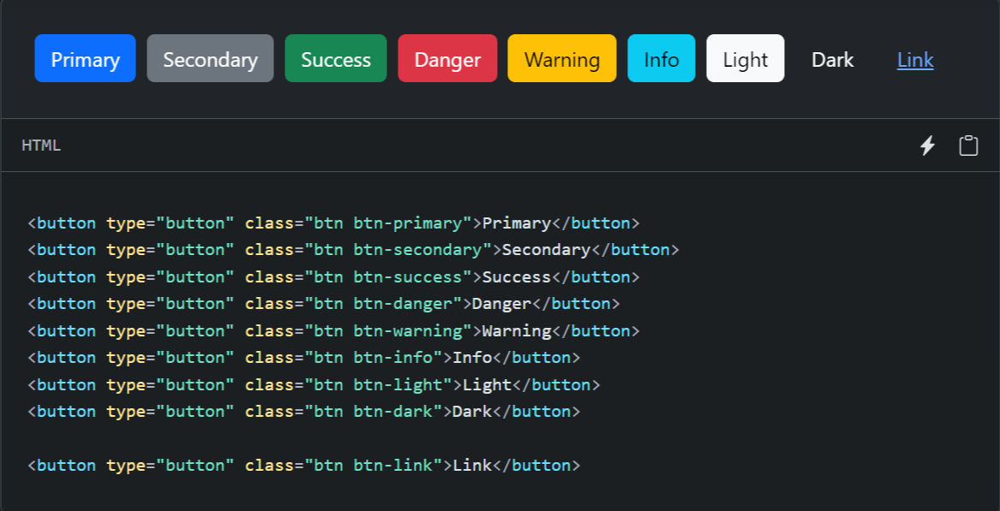 Primary Secondary Success Danger Warning Info Light Dark Link
HTML
<button type="button" class="btn btn-primary">Primary</button>
<button type="button" class="btn btn-secondary">Secondary</button>
<button type="button" class="btn btn-success">Success</button>
<button type="button" class="btn btn-danger">Danger</button>
<button type="button" class="btn btn-warning">Warning</button>
<button type="button" class="btn btn-info">Info</button>
<button type="button" class="btn btn-light">Light</button>
<button type="button" class="btn btn-dark">Dark</button>
<button type="button" class="btn btn-link">Link</button>